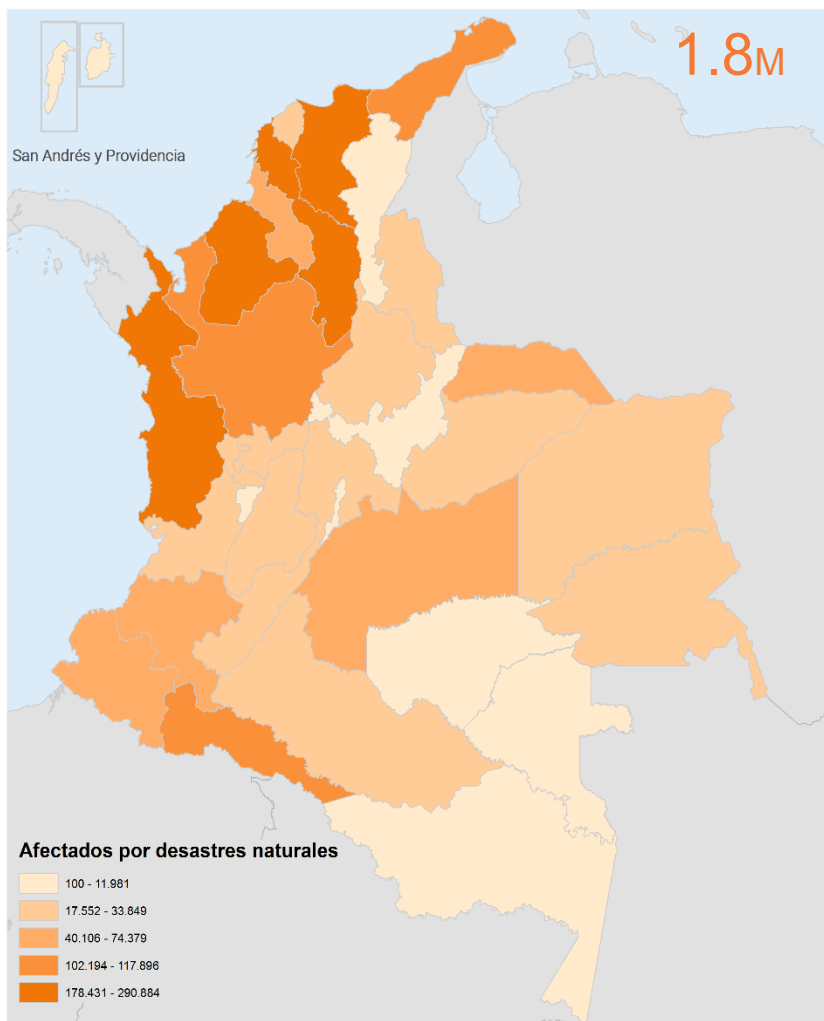 1.8M
San Andrés y Providencia
Afectados por desastres naturales
100 - 11.981
17.552 - 33.849
40.106 - 74.379
102.194 - 117.896
178.431 - 290.884